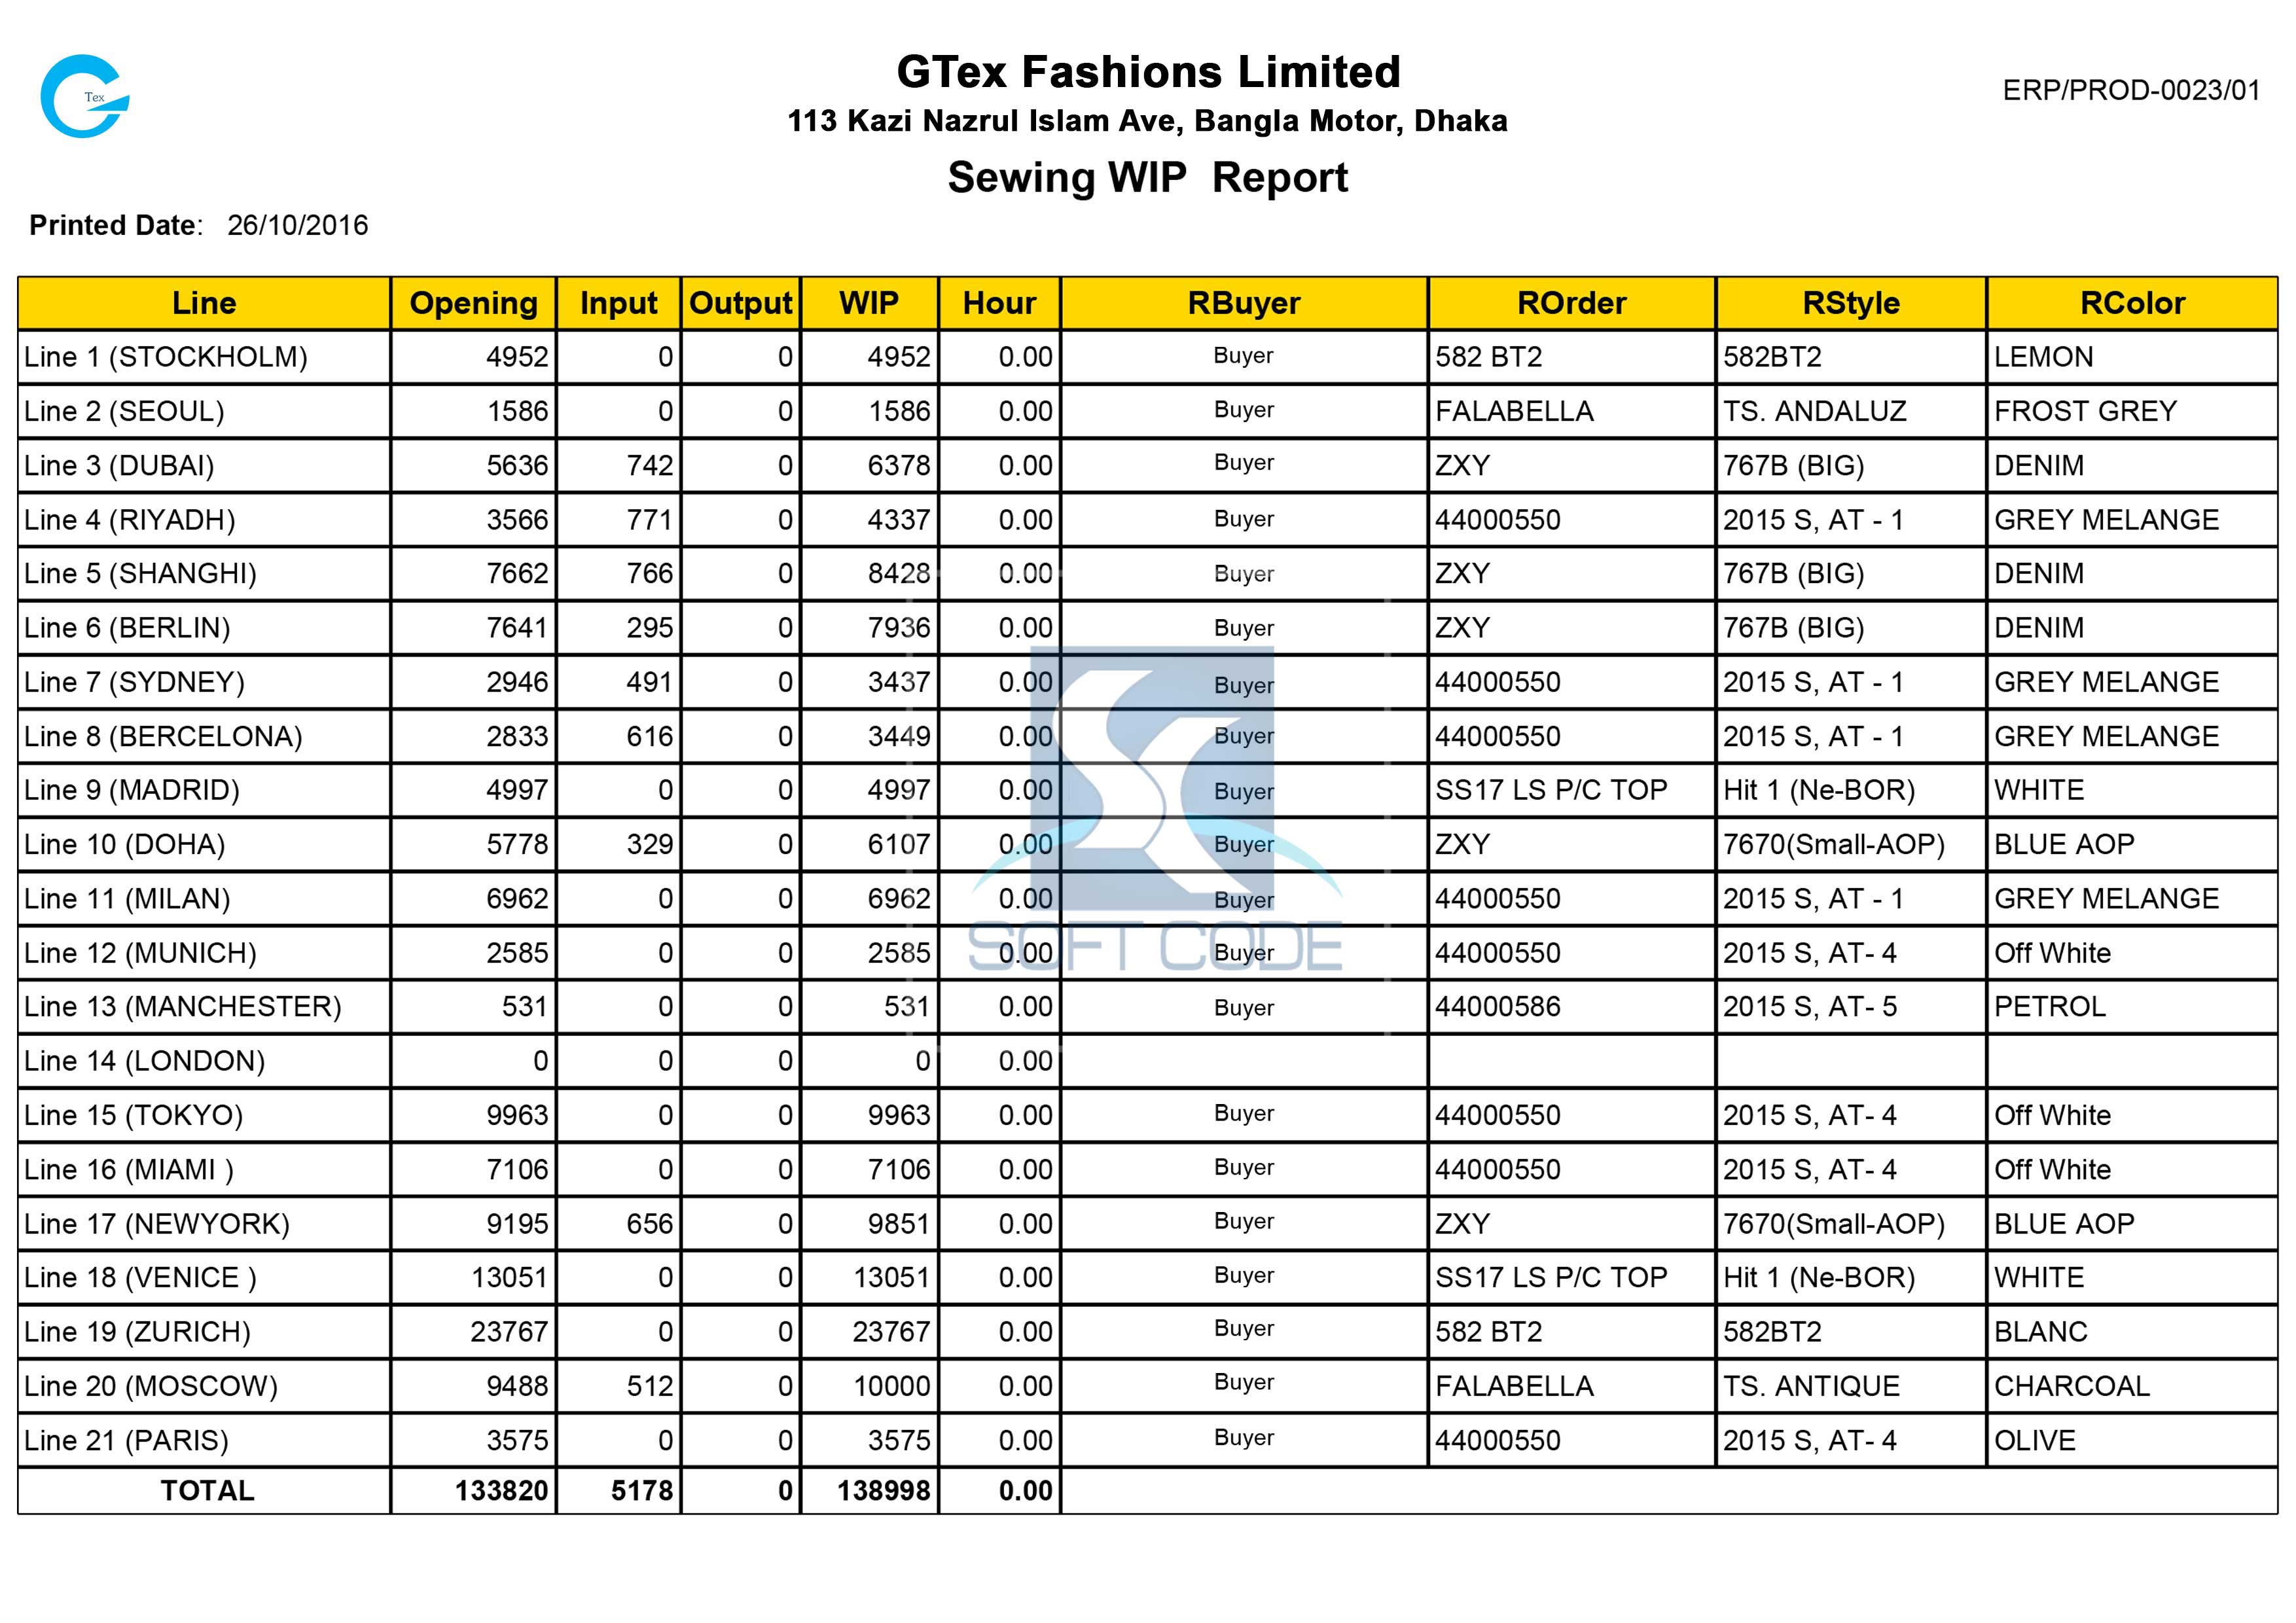 Tex
GTex Fashions Limited
ERP/PROD-0023/01
113 Kazi Nazrul Islam Ave, Bangla Motor, Dhaka
Sewing WIP Report
Printed Date: 26/10/2016
Line Opening Input Output WIP Hour RBuyer ROrder RStyle RColor
Line 1 (STOCKHOLM) 4952 0 0 4952 0.00 Buyer 582 BT2 582BT2 LEMON
Line 2 (SEOUL) 1586 0 0 1586 0.00 Buyer FALABELLA TS. ANDALUZ FROST GREY
Line 3 (DUBAI) 5636 742 0 6378 0.00 Buyer ZXY 767B (BIG) DENIM
Line 4 (RIYADH) 3566 771 0 4337 0.00 Buyer 44000550 2015 S, AT - 1 GREY MELANGE
Line 5 (SHANGHI) 7662 766 0 8428 0.00 Buyer ZXY 767B (BIG) DENIM
Line 6 (BERLIN) 7641 295 0 7936 0.00 Buyer ZXY 767B (BIG) DENIM
Line 7 (SYDNEY) 2946 491 0 3437 0.00 Buyer 44000550 2015 S, AT - 1 GREY MELANGE
Line 8 (BERCELONA) 2833 616 0 3449 0.00 Buyer 44000550 2015 S, AT - 1 GREY MELANGE
Line 9 (MADRID) 4997 0 0 4997 0.00 Buyer SS17 LS P/C TOP Hit 1 (Ne-BOR) WHITE
Line 10 (DOHA) 5778 329 0 6107 0.00 Buyer ZXY 7670(Small-AOP) BLUE AOP
Line 11 (MILAN) 6962 0 0 6962 0.00 Buyer 44000550 2015 S, AT - 1 GREY MELANGE
Line 12 (MUNICH) 2585 0 0 2585 0.00 Buyer 44000550 2015 S, AT- 4 Off White
SOFT CODE
Line 13 (MANCHESTER) 531 0 0 531 0.00 Buyer 44000586 2015 S, AT- 5 PETROL
Line 14 (LONDON) 0 0 0 0 0.00
Line 15 (TOKYO) 9963 0 0 9963 0.00 Buyer 44000550 2015 S, AT- 4 Off White
Line 16 (MIAMI ) 7106 0 0 7106 0.00 Buyer 44000550 2015 S, AT- 4 Off White
Line 17 (NEWYORK) 9195 656 0 9851 0.00 Buyer ZXY 7670(Small-AOP) BLUE AOP
Line 18 (VENICE ) 13051 0 0 13051 0.00 Buyer SS17 LS P/C TOP Hit 1 (Ne-BOR) WHITE
Line 19 (ZURICH) 23767 0 0 23767 0.00 Buyer 582 BT2 582BT2 BLANC
Line 20 (MOSCOW) 9488 512 0 10000 0.00 Buyer FALABELLA TS. ANTIQUE CHARCOAL
Line 21 (PARIS) 3575 0 0 3575 0.00 Buyer 44000550 2015 S, AT- 4 OLIVE
TOTAL 133820 5178 0 138998 0.00